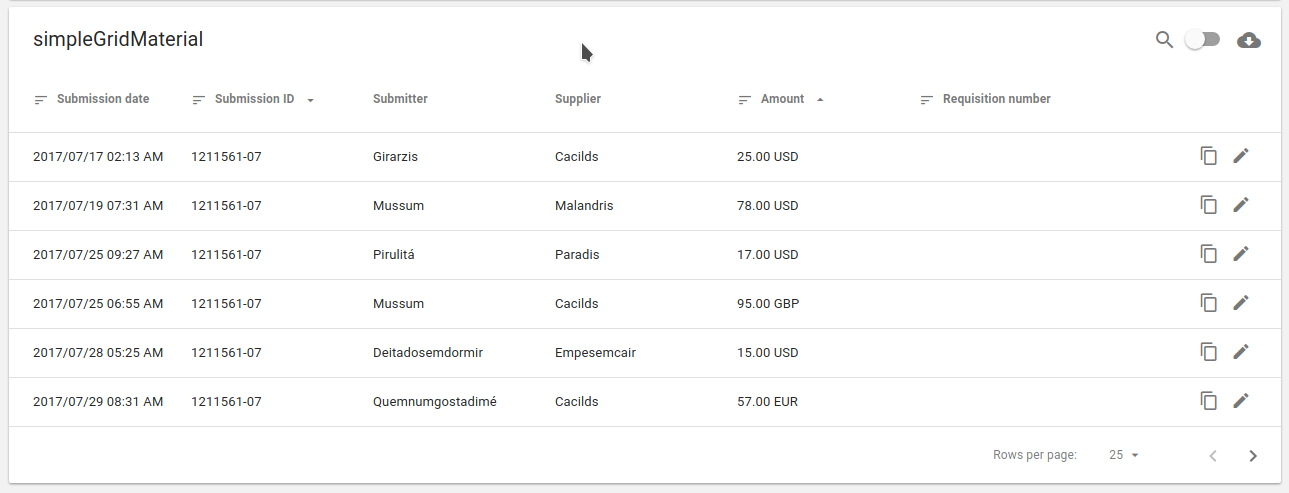 simpleGridMaterial
Submission date Submission ID Submitter Supplier Amount Requisition number
2017/07/17 02:13 AM 1211561-07 Girarzis Cacilds 25.00 USD
2017/07/19 07:31 AM 1211561-07 Mussum Malandris 78.00 USD
2017/07/25 09:27 AM 1211561-07 Pirulitá Paradis 17.00 USD
2017/07/25 06:55 AM 1211561-07 Mussum Cacilds 95.00 GBP
2017/07/28 05:25 AM 1211561-07 Deitadosemdormir Empesemcair 15.00 USD
2017/07/29 08:31 AM 1211561-07 Quemnumgostadimé Cacilds 57.00 EUR
Rows per page: 25